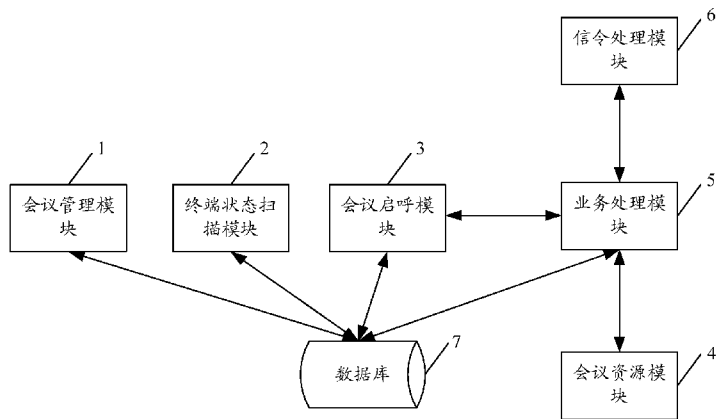 6
信令处理模
块
1
2
3
5
会议管理模
块
终端状态扫
描模块
会议启呼模
块
业务处理模
块
7
数据库
4
会议资源模
块